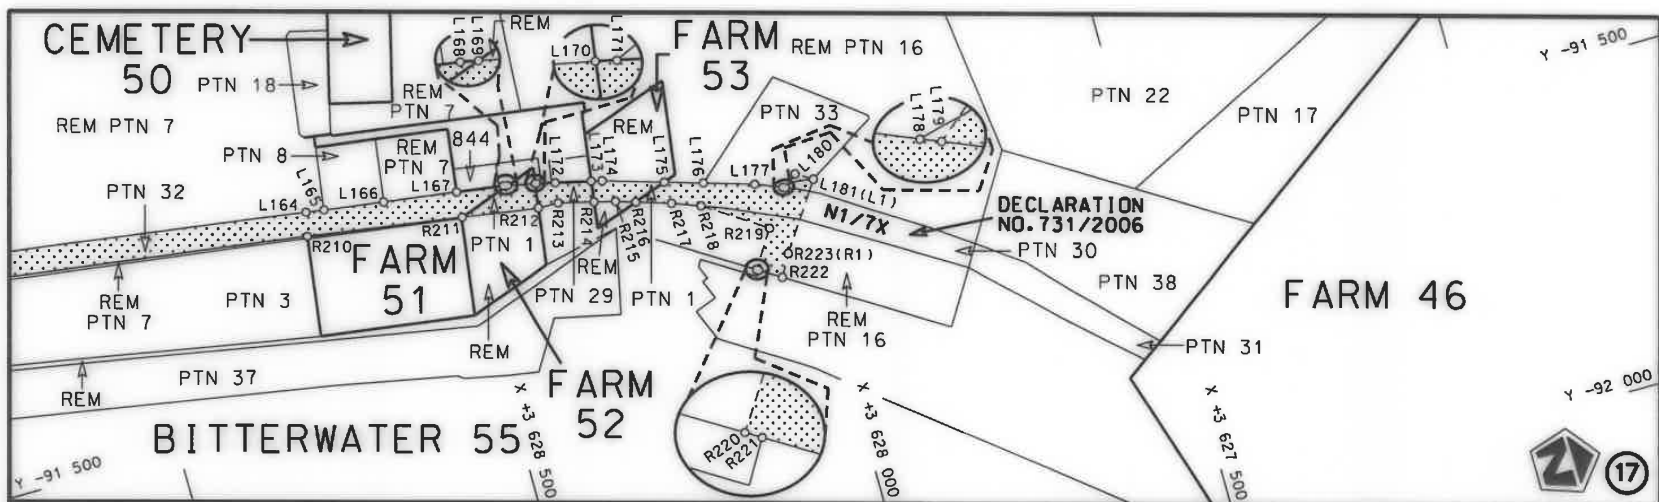 CEMETERY
50
PTN 18
REM PTN 7
PTN 8
PTN 32
REM
PTN 7
844
REM
PTN 7
L168
L169
REM
L170
L171
FARM
53
REM PTN 16
REM
PTN 33
L178
L179
PTN 22
PTN 17
Y -91 500
L164
L165
L166
L167
L172
L173
L174
L175
L176
L177
L180
L181(L1)
N1/7X
DECLARATION
NO.731/2006
R210
R211
R212
R213
R214
R215
R216
R217
R218
R219
R223(R1)
R222
PTN 1
FARM
51
REM
PTN 29
PTN 1
PTN 30
PTN 38
FARM 46
REM
PTN 7
PTN 3
REM
PTN 16
PTN 31
REM
REM
PTN 37
FARM
52
BITTERWATER 55
R220
R221
X +3 628 500
X +3 628 000
X +3 627 500
Y -92 000
Y -91 500
17